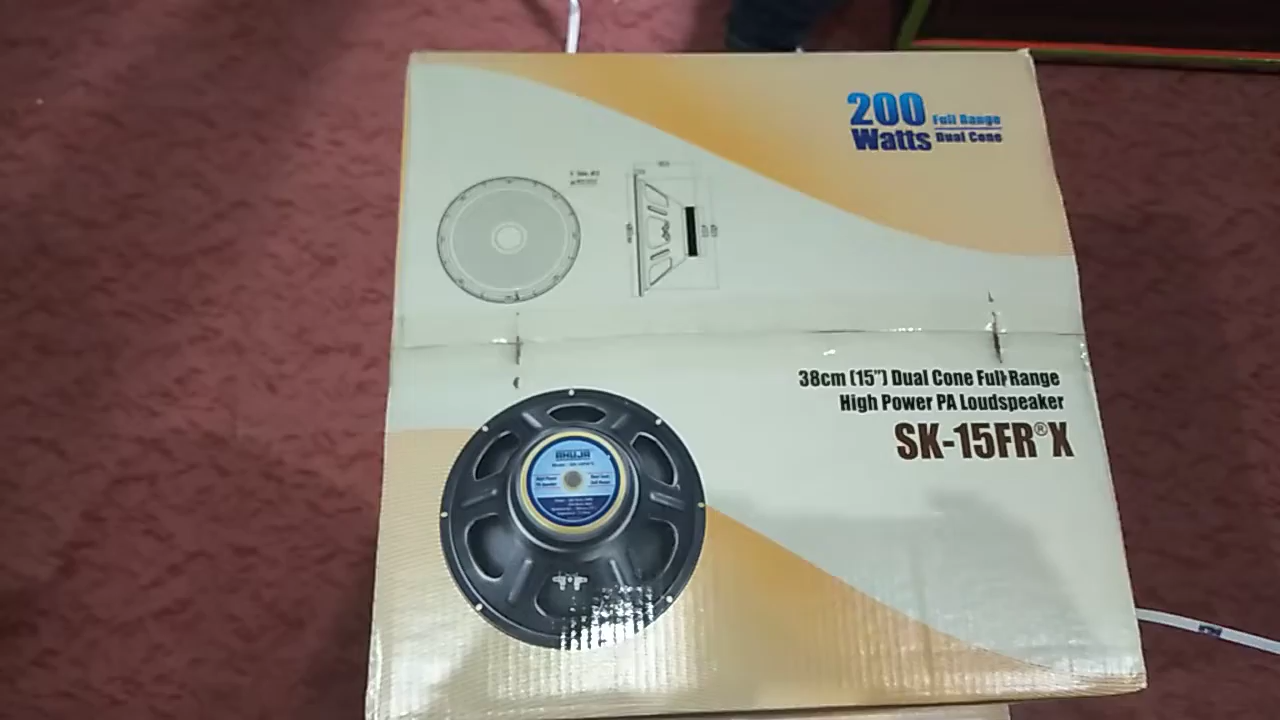 200
Watts
Full Range
Dual Cone
38cm (15") Dual Cone Full Range
High Power PA Loudspeaker
SK-15FR®X
AHUJA